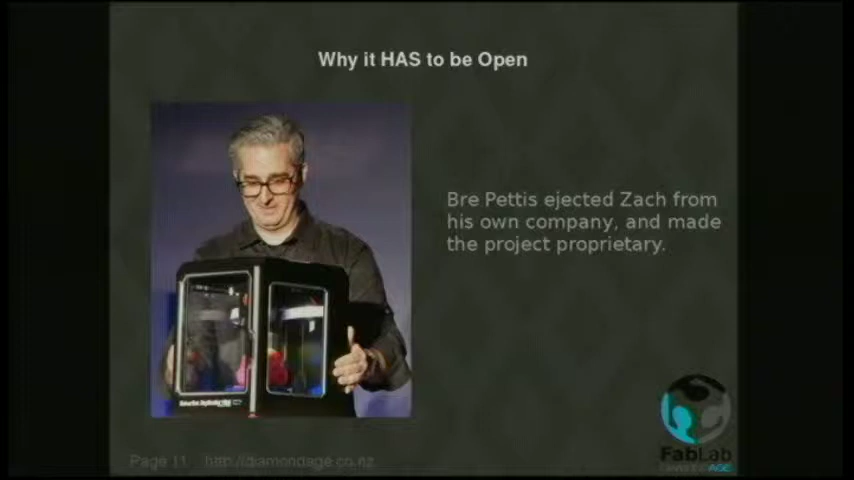 Why it HAS to be Open
Bre Pettis ejected Zach from
his own company, and made
the project proprietary.
Page 11 http://diamondage.co.nz
FabLab